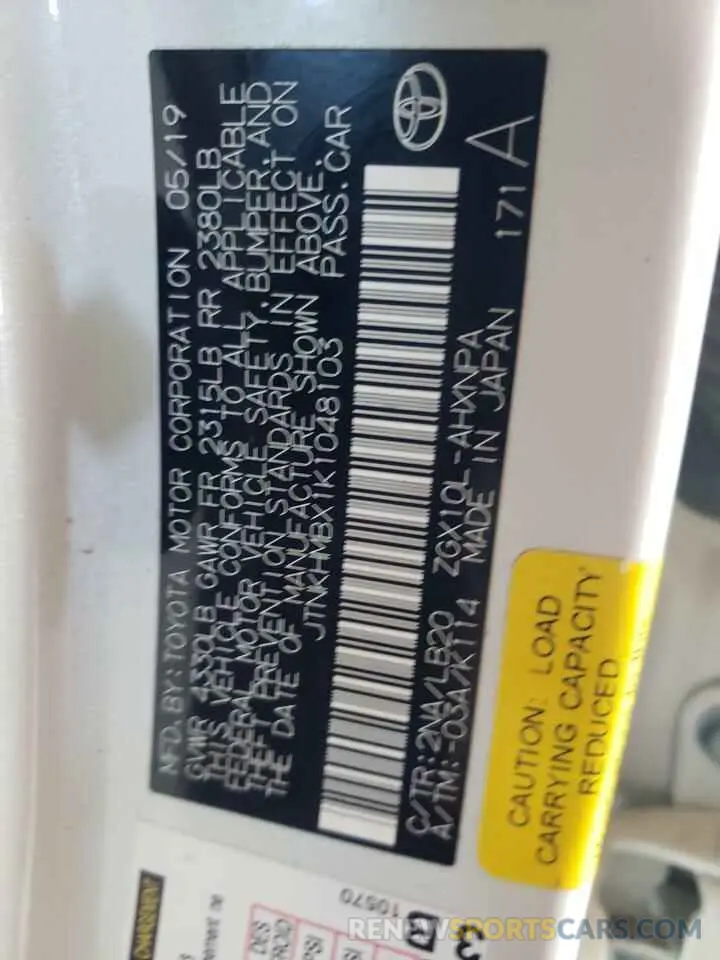 MFD.BY:TOYOTA MOTOR CORPORATION 05/19
GVWR 4330LB GAWR FR 2315LB RR 2380LB
THIS VEHICLE CONFORMS TO ALL APPLICABLE
FEDERAL MOTOR VEHICLE SAFETY, BUMPER, AND
THEFT PREVENTION STANDARDS IN EFFECT ON
THE DATE OF MANUFACTURE SHOWN ABOVE.
JTNKHMBX1K1048103 PASS.CAR
C/TR:2NA/LB20 ZGX10L-AHXNPA
A/TM:-03A/K114 MADE IN JAPAN 171 A
CAUTION: LOAD
CARRYING CAPACITY
REDUCED
10570
RENEWSPORTSCARS.COM